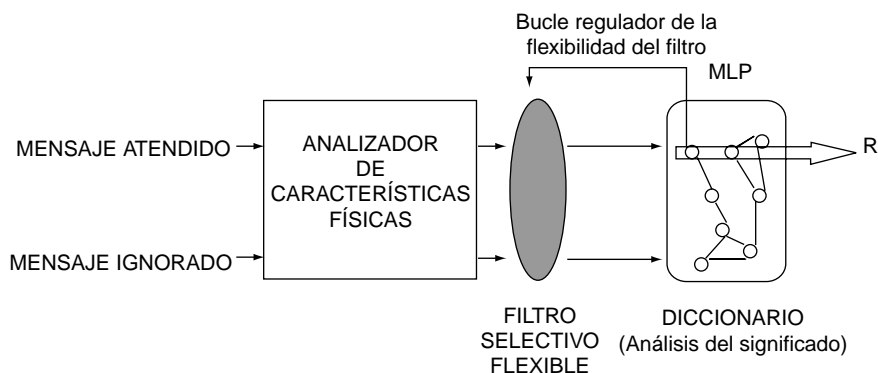 Bucle regulador de la
flexibilidad del filtro
MLP
MENSAJE ATENDIDO
MENSAJE IGNORADO
ANALIZADOR
DE
CARACTERÍSTICAS
FÍSICAS
R
FILTRO
SELECTIVO
FLEXIBLE
DICCIONARIO
(Análisis del significado)